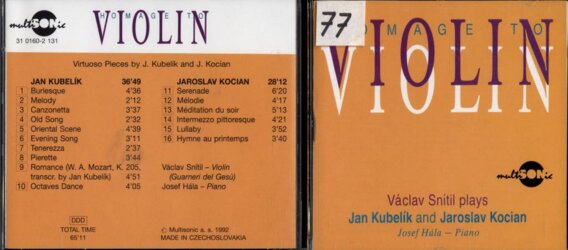 multiSONic
31 0160-2 131
HOMAGE TO
VIOLIN
Virtuoso Pieces by J. Kubelík and J. Kocian
JAN KUBELÍK 36'49
1 Burlesque 4'36
2 Melody 2'12
3 Canzonetta 3'37
4 Old Song 2'32
5 Oriental Scene 4'39
6 Evening Song 3'11
7 Tenerezza 2'37
8 Pierette 3'44
9 Romance (W. A. Mozart, K. 205,
transcr. by Jan Kubelík) 4'51
10 Octaves Dance 4'05
JAROSLAV KOCIAN 28'12
11 Serenade 6'20
12 Mélodie 4'17
13 Méditation du soir 5'13
14 Intermezzo pittoresque 4'21
15 Lullaby 3'52
16 Hymne au printemps 3'40
Václav Snítil – Violin
(Guarneri del Gesù)
Josef Hála – Piano
DDD
TOTAL TIME
65'11
℗ Multisonic a. s. 1992
MADE IN CZECHOSLOVAKIA
77
OMAGE TO
VIOLIN
VIOLIN
multiSONic
Václav Snítil plays
Jan Kubelík and Jaroslav Kocian
Josef Hála – Piano